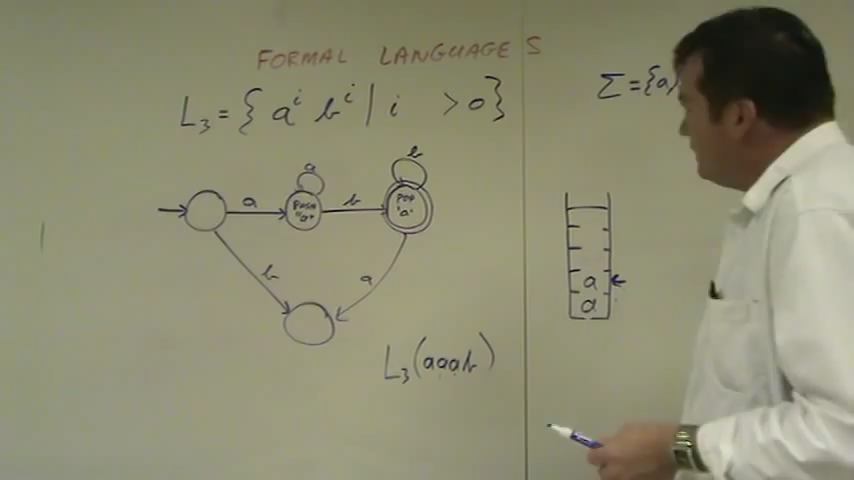 FORMAL LANGUAGES
L₃ = { aⁱ bⁱ | i > 0 }
Σ = {a,
a
b
a
PUSH
"a"
b
POP
'a'
b
a
a
a
L₃(aaab)